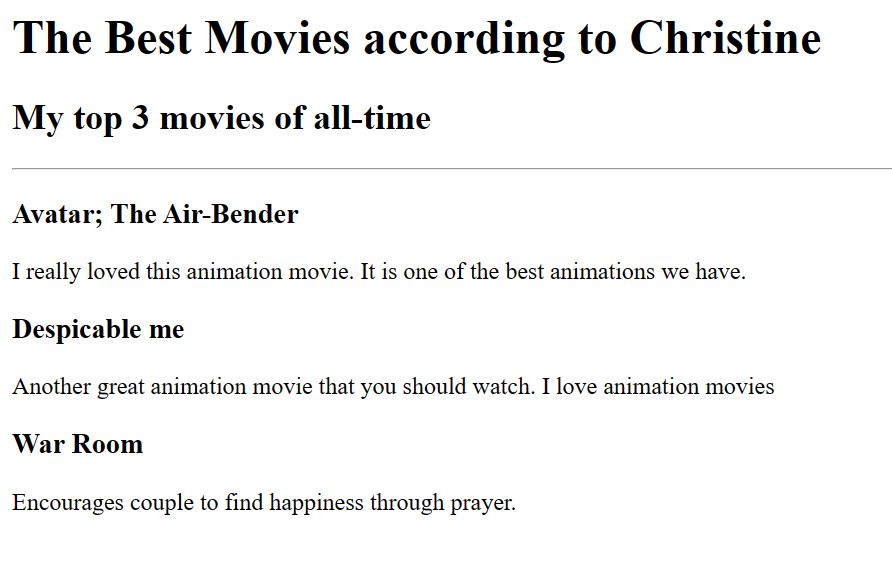 The Best Movies according to Christine
My top 3 movies of all-time
Avatar; The Air-Bender
I really loved this animation movie. It is one of the best animations we have.
Despicable me
Another great animation movie that you should watch. I love animation movies
War Room
Encourages couple to find happiness through prayer.